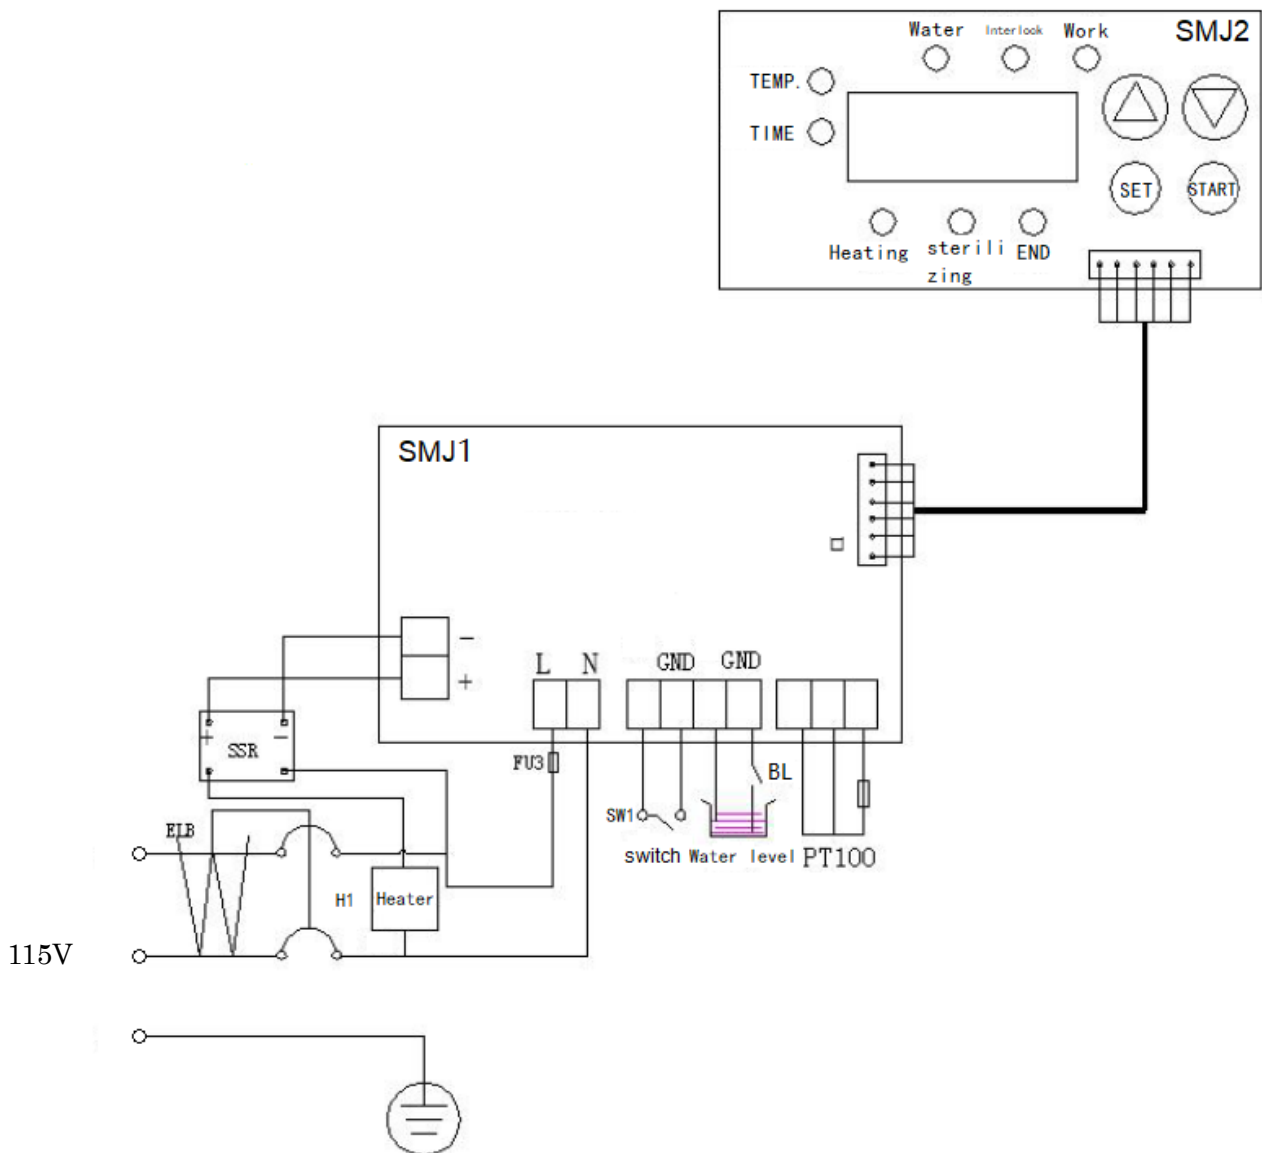 Water Interlook Work SMJ2
TEMP.
TIME
SET START
Heating sterili END
zing
SMJ1
-
+
L N GND GND
+ -
SSR
FU3
BL
SW1
ELB
switch Water level PT100
H1 Heater
115V